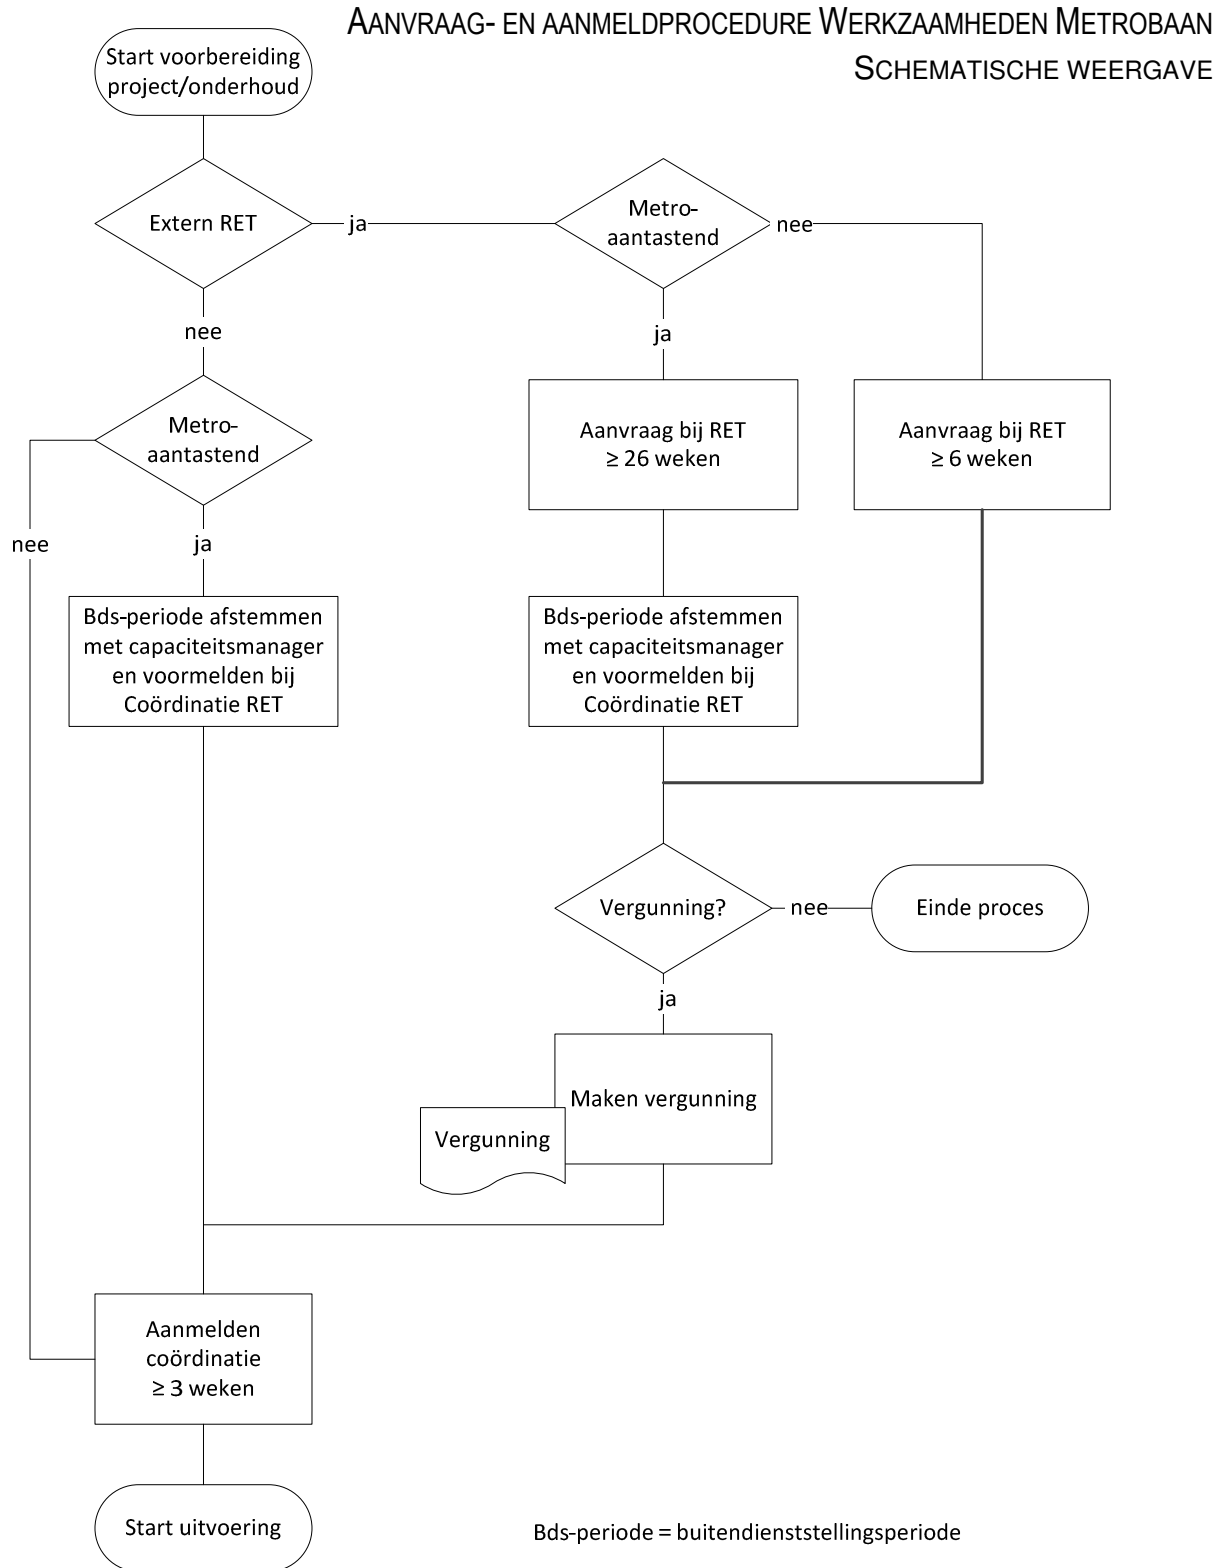 AANVRAAG- EN AANMELDPROCEDURE WERKZAAMHEDEN METROBAAN
SCHEMATISCHE WEERGAVE
Start voorbereiding
project/onderhoud
Extern RET
ja
Metro-
aantastend
nee
nee
ja
Metro-
aantastend
nee
ja
Aanvraag bij RET
≥ 26 weken
Aanvraag bij RET
≥ 6 weken
Bds-periode afstemmen
met capaciteitsmanager
en voormelden bij
Coördinatie RET
Bds-periode afstemmen
met capaciteitsmanager
en voormelden bij
Coördinatie RET
Vergunning?
nee
Einde proces
ja
Maken vergunning
Vergunning
Aanmelden
coördinatie
≥ 3 weken
Start uitvoering
Bds-periode = buitendienststellingsperiode